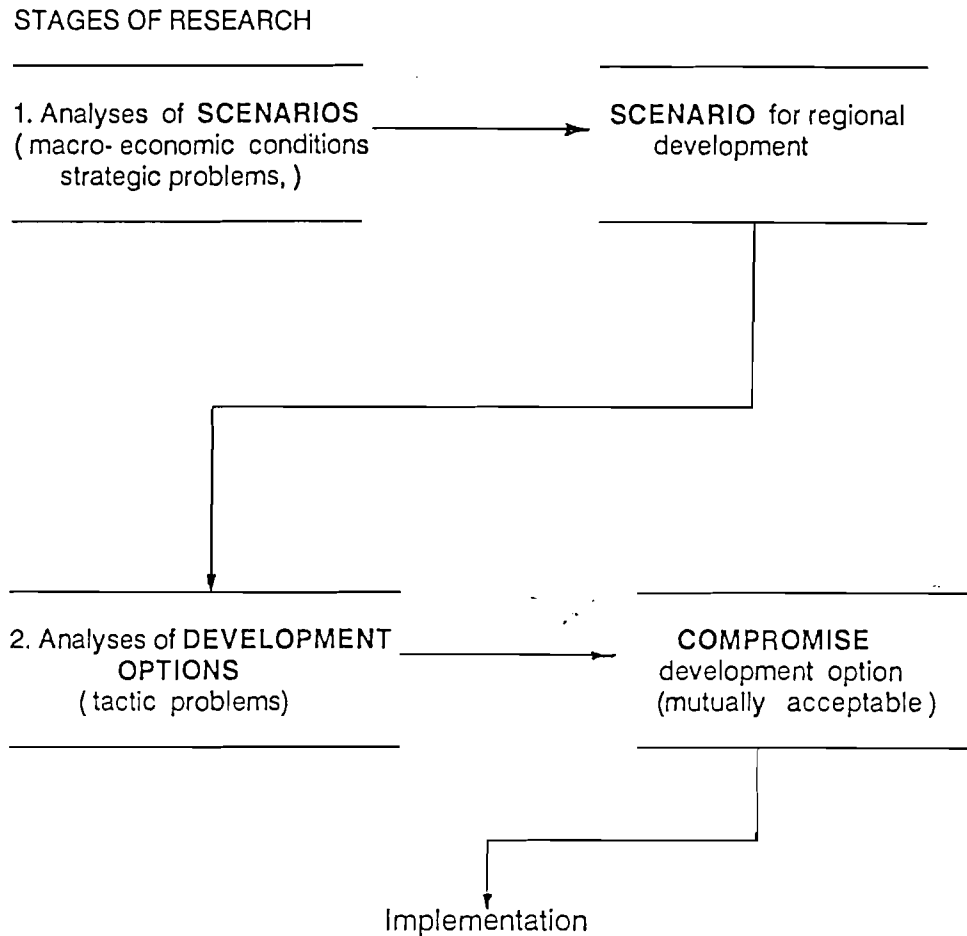 STAGES OF RESEARCH
1. Analyses of SCENARIOS
( macro- economic conditions
strategic problems, )
SCENARIO for regional
development
2. Analyses of DEVELOPMENT
OPTIONS
( tactic problems)
COMPROMISE
development option
(mutually acceptable )
Implementation